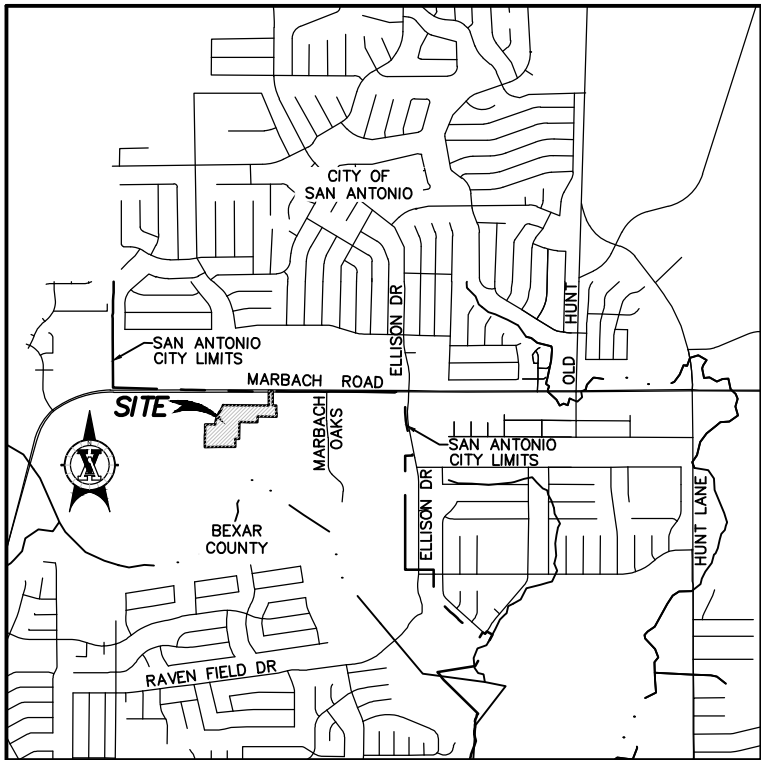 CITY OF
SAN ANTONIO
ELLISON DR
OLD HUNT
SAN ANTONIO
CITY LIMITS
MARBACH ROAD
SITE
MARBACH
OAKS
SAN ANTONIO
CITY LIMITS
ELLISON DR
HUNT LANE
BEXAR
COUNTY
RAVEN FIELD DR